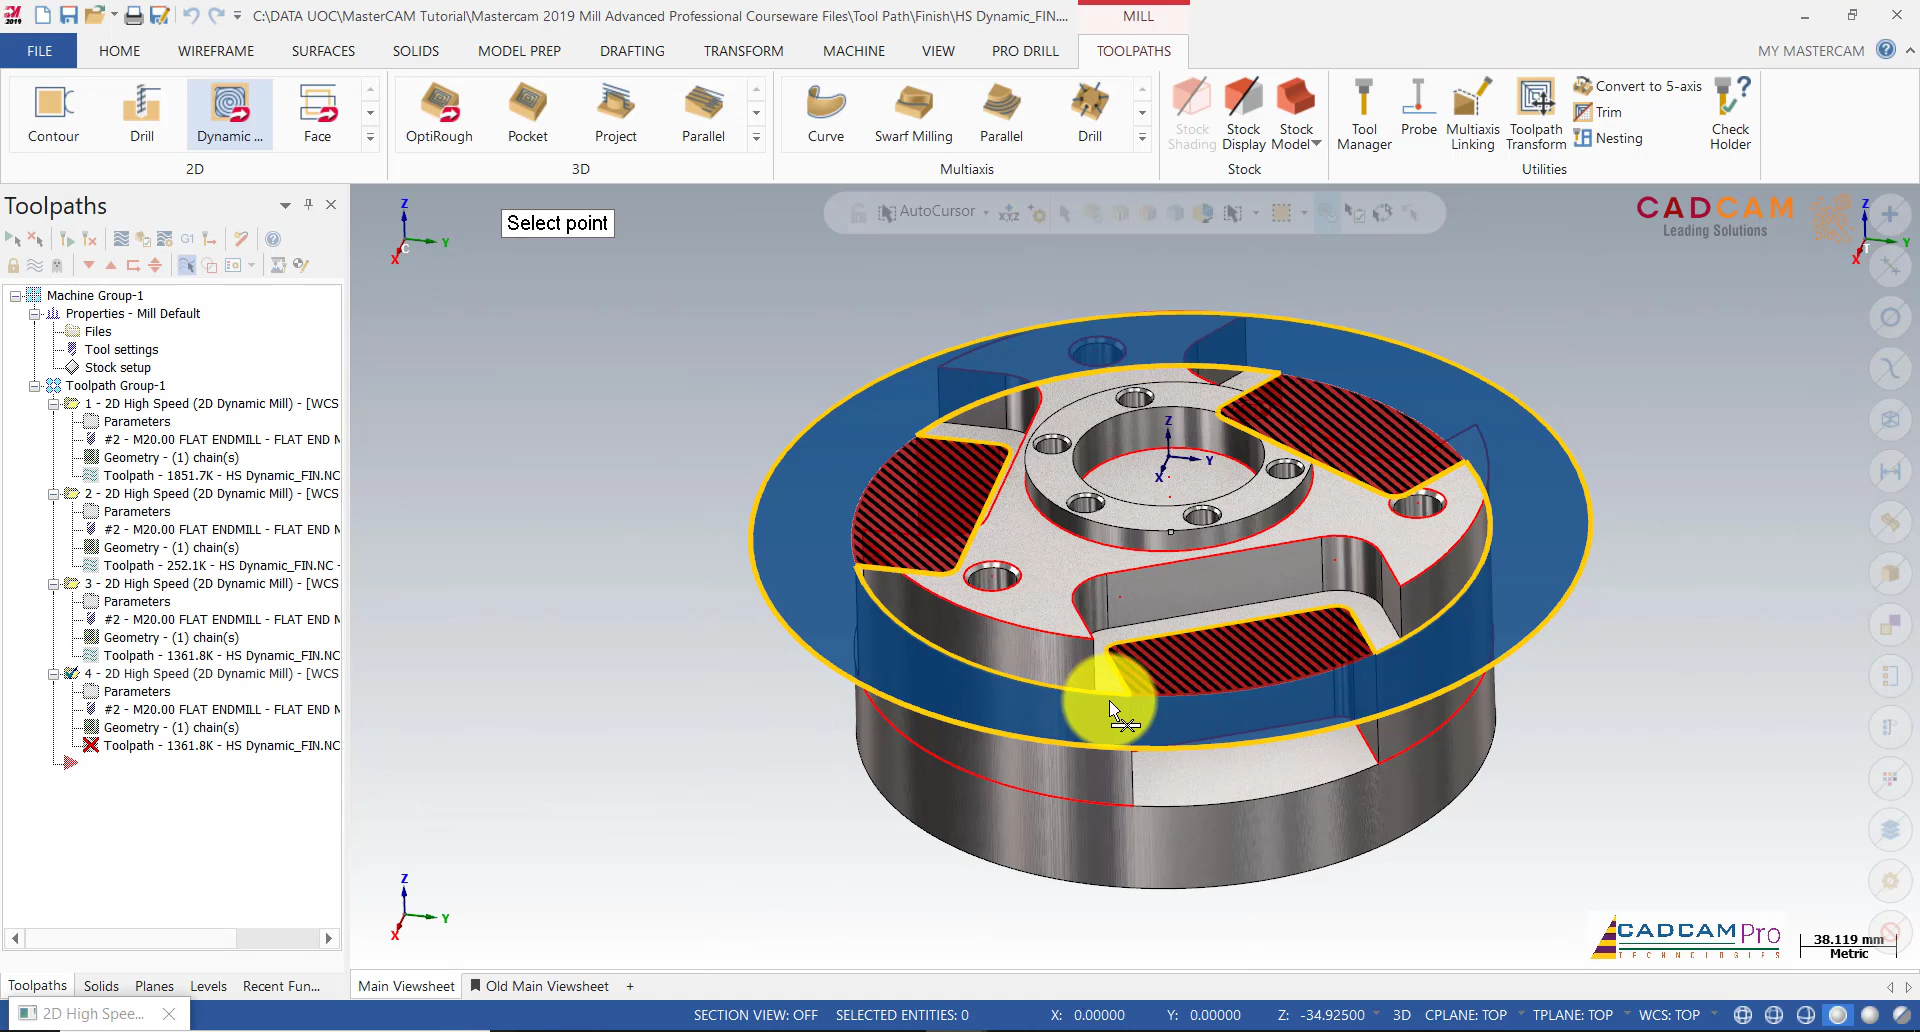 C:\DATA UOC\MasterCAM Tutorial\Mastercam 2019 Mill Advanced Professional Courseware Files\Tool Path\Finish\HS Dynamic_FIN....
MILL
FILE HOME WIREFRAME SURFACES SOLIDS MODEL PREP DRAFTING TRANSFORM MACHINE VIEW PRO DRILL TOOLPATHS MY MASTERCAM
Contour Drill Dynamic ... Face OptiRough Pocket Project Parallel Curve Swarf Milling Parallel Drill
Stock Shading
Stock Display
Stock Model
Tool Manager
Probe
Multiaxis Linking
Toolpath Transform
Convert to 5-axis
Trim
Nesting
Check Holder
2D 3D Multiaxis Stock Utilities
Toolpaths
G1
Select point
AutoCursor
CADCAM
Leading Solutions
Machine Group-1
Properties - Mill Default
Files
Tool settings
Stock setup
Toolpath Group-1
1 - 2D High Speed (2D Dynamic Mill) - [WCS
Parameters
#2 - M20.00 FLAT ENDMILL - FLAT END M
Geometry - (1) chain(s)
Toolpath - 1851.7K - HS Dynamic_FIN.NC
2 - 2D High Speed (2D Dynamic Mill) - [WCS
Parameters
#2 - M20.00 FLAT ENDMILL - FLAT END M
Geometry - (1) chain(s)
Toolpath - 252.1K - HS Dynamic_FIN.NC -
3 - 2D High Speed (2D Dynamic Mill) - [WCS
Parameters
#2 - M20.00 FLAT ENDMILL - FLAT END M
Geometry - (1) chain(s)
Toolpath - 1361.8K - HS Dynamic_FIN.NC
4 - 2D High Speed (2D Dynamic Mill) - [WCS
Parameters
#2 - M20.00 FLAT ENDMILL - FLAT END M
Geometry - (1) chain(s)
Toolpath - 1361.8K - HS Dynamic_FIN.NC
Z Y X C
Z Y X T
Z Y X
Z Y X
CADCAM Pro
TECHNOLOGIES
38.119 mm
Metric
Toolpaths Solids Planes Levels Recent Fun...
Main Viewsheet Old Main Viewsheet +
2D High Spee...
SECTION VIEW: OFF SELECTED ENTITIES: 0 X: 0.00000 Y: 0.00000 Z: -34.92500 3D CPLANE: TOP TPLANE: TOP WCS: TOP